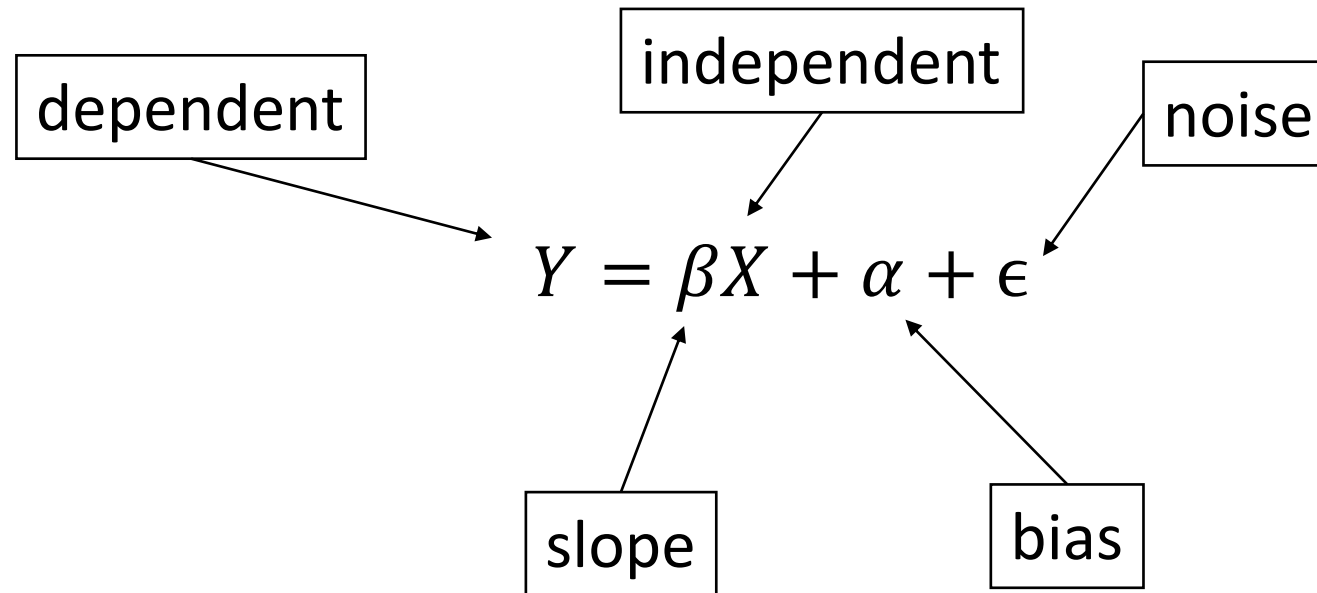 independent
dependent
noise
Y = βX + α + ϵ
slope
bias